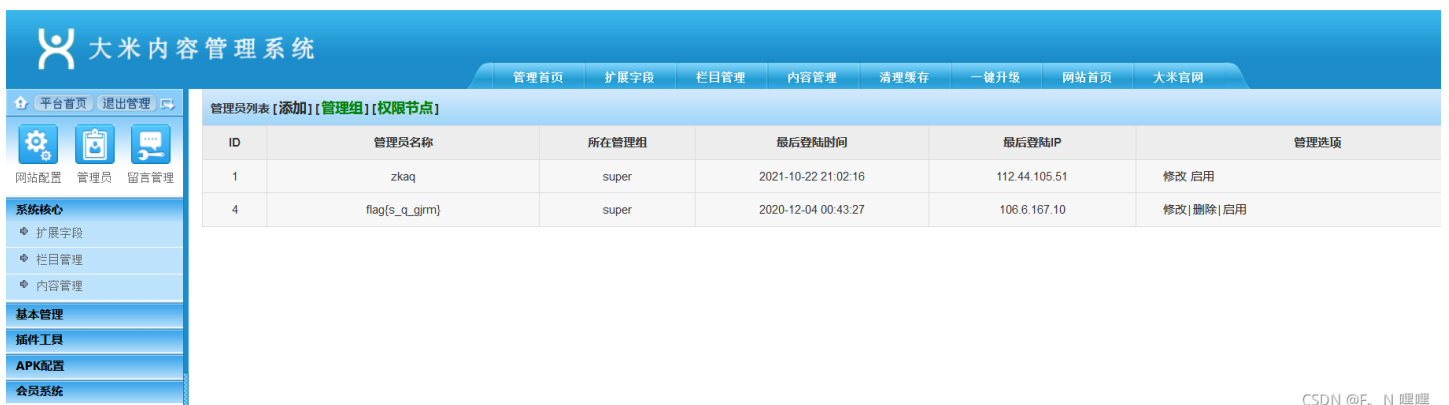 大米内容管理系统
管理首页 扩展字段 栏目管理 内容管理 清理缓存 一键升级 网站首页 大米官网
平台首页 退出管理
网站配置 管理员 留言管理
系统核心
扩展字段
栏目管理
内容管理
基本管理
插件工具
APK配置
会员系统
管理员列表 [添加] [管理组] [权限节点]
ID 管理员名称 所在管理组 最后登陆时间 最后登陆IP 管理选项
1 zkaq super 2021-10-22 21:02:16 112.44.105.51 修改 启用
4 flag{s_q_gjrm} super 2020-12-04 00:43:27 106.6.167.10 修改|删除|启用
CSDN @F。N 哩哩